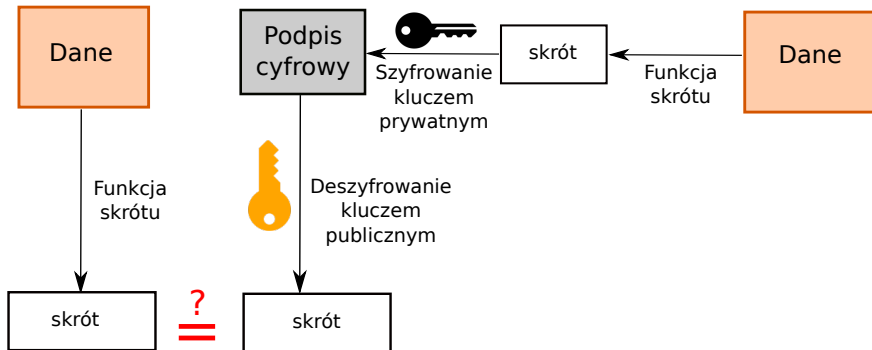 Dane
Podpis
cyfrowy
Szyfrowanie
kluczem
prywatnym
skrót
Funkcja
skrótu
Dane
Funkcja
skrótu
Deszyfrowanie
kluczem
publicznym
skrót
?
skrót